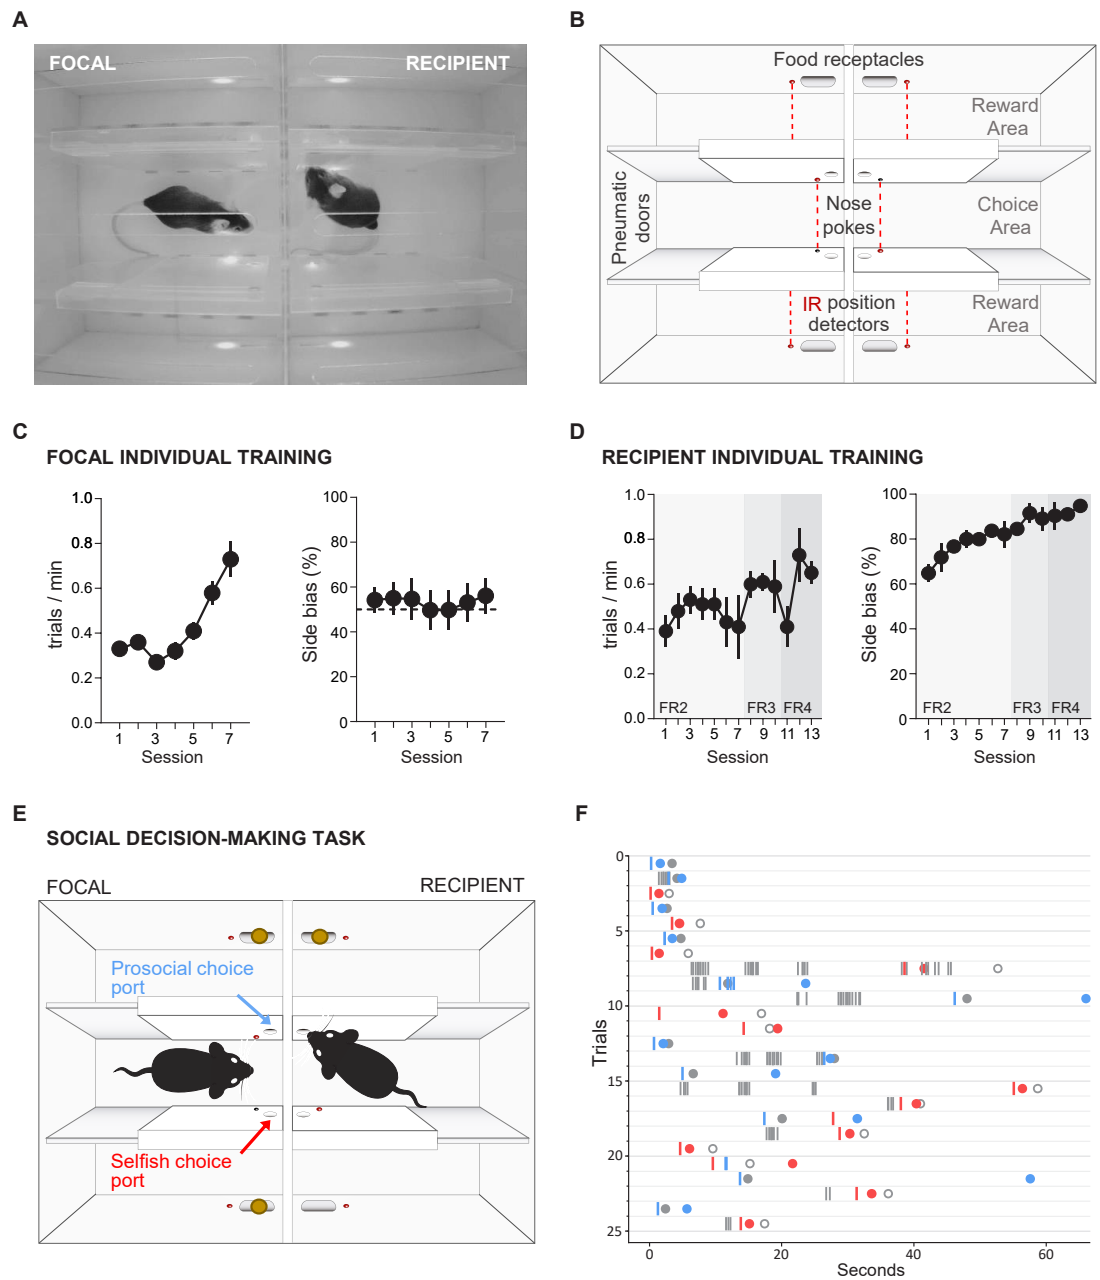 A
FOCAL
RECIPIENT
B
Food receptacles
Reward
Area
Pneumatic
doors
Nose
pokes
Choice
Area
IR position
detectors
Reward
Area
C
FOCAL INDIVIDUAL TRAINING
trials / min
1.0
0.8
0.6
0.4
0.2
0.0
1 3 5 7
Session
Side bias (%)
100
80
60
40
20
0
1 3 5 7
Session
D
RECIPIENT INDIVIDUAL TRAINING
trials / min
1.0
0.8
0.6
0.4
0.2
0.0
FR2 FR3 FR4
1 3 5 7 9 11 13
Session
Side bias (%)
100
80
60
40
20
0
FR2 FR3 FR4
1 3 5 7 9 11 13
Session
E
SOCIAL DECISION-MAKING TASK
FOCAL
RECIPIENT
Prosocial choice
port
Selfish choice
port
F
Trials
0
5
10
15
20
25
0 20 40 60
Seconds